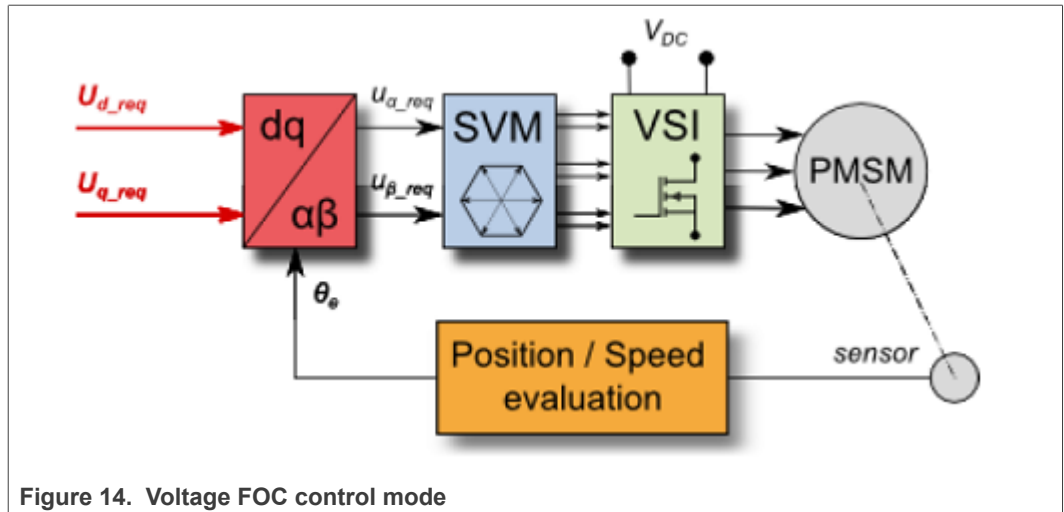 V_DC
U_d_req
u_α_req
dq
SVM
VSI
PMSM
U_q_req
u_β_req
αβ
θ_e
Position / Speed
evaluation
sensor
Figure 14. Voltage FOC control mode